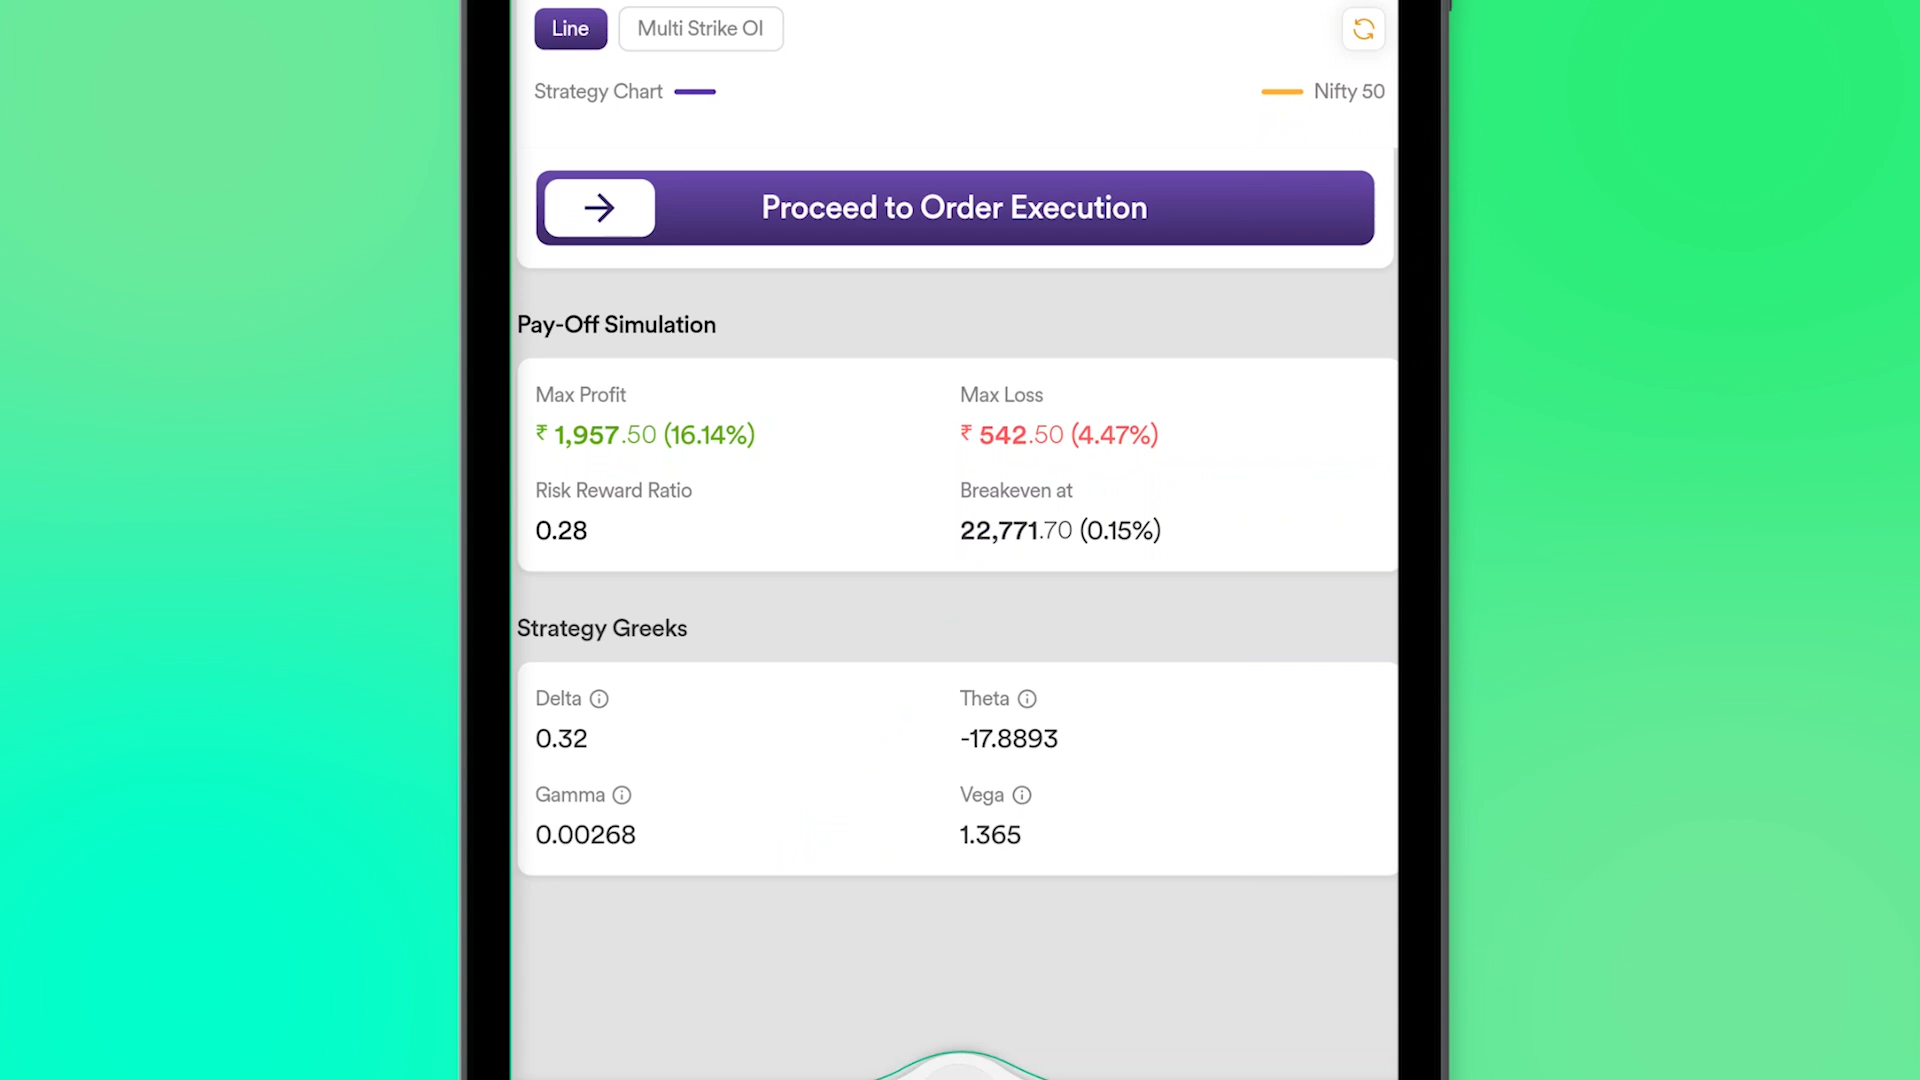 Line Multi Strike OI
Strategy Chart Nifty 50
Proceed to Order Execution
Pay-Off Simulation
Max Profit Max Loss
₹ 1,957.50 (16.14%) ₹ 542.50 (4.47%)
Risk Reward Ratio Breakeven at
0.28 22,771.70 (0.15%)
Strategy Greeks
Delta Theta
0.32 -17.8893
Gamma Vega
0.00268 1.365